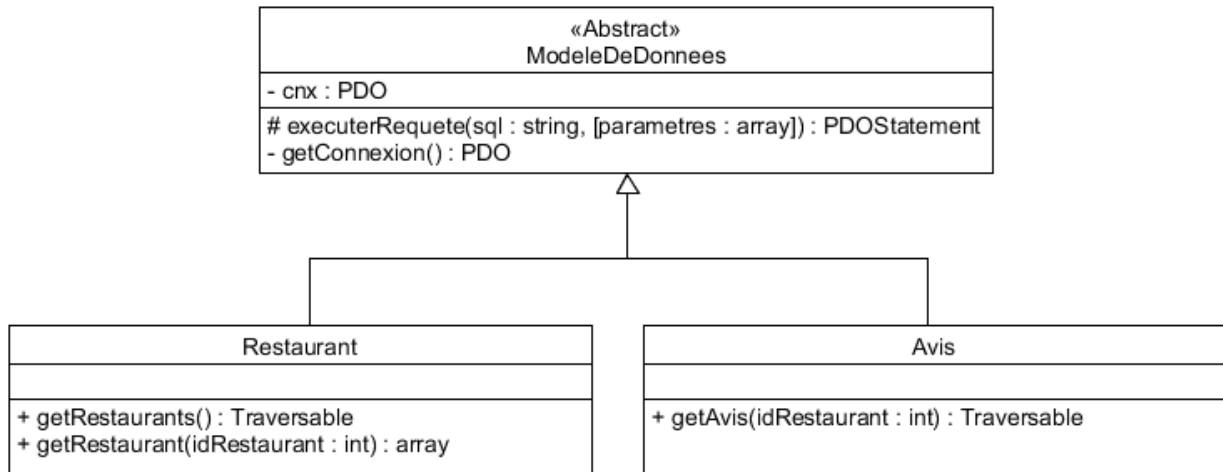 «Abstract»
ModeleDeDonnees
- cnx : PDO
# executerRequete(sql : string, [parametres : array]) : PDOStatement
- getConnexion() : PDO
Restaurant
+ getRestaurants() : Traversable
+ getRestaurant(idRestaurant : int) : array
Avis
+ getAvis(idRestaurant : int) : Traversable